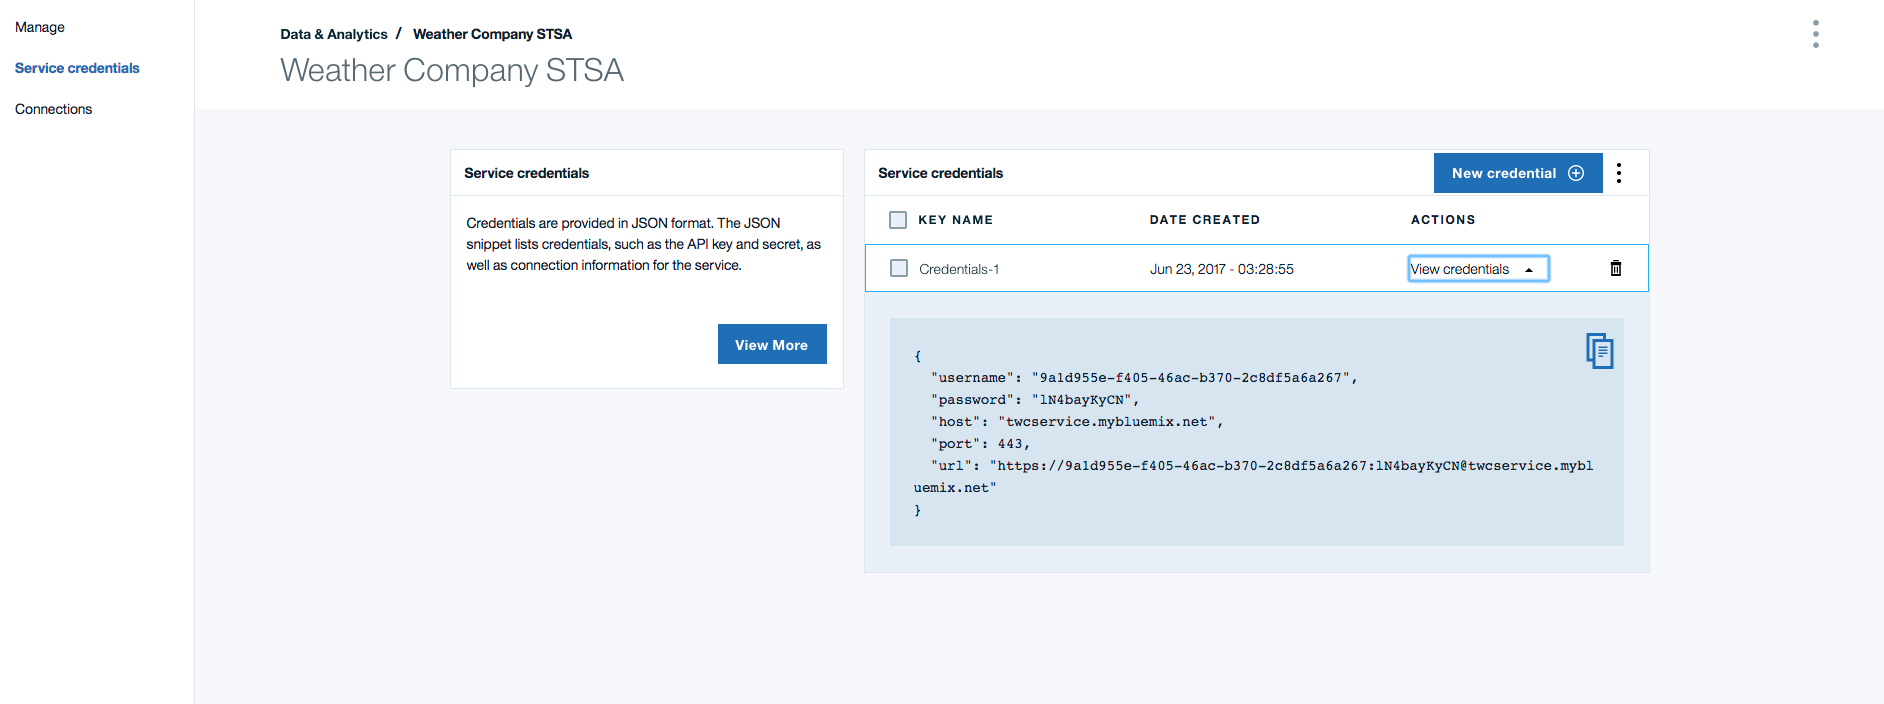 Manage
Service credentials
Connections
Data & Analytics / Weather Company STSA
Weather Company STSA
Service credentials
Credentials are provided in JSON format. The JSON
snippet lists credentials, such as the API key and secret, as
well as connection information for the service.
View More
Service credentials
New credential
KEY NAME DATE CREATED ACTIONS
Credentials-1 Jun 23, 2017 - 03:28:55 View credentials
{
"username": "9a1d955e-f405-46ac-b370-2c8df5a6a267",
"password": "lN4bayKyCN",
"host": "twcservice.mybluemix.net",
"port": 443,
"url": "https://9a1d955e-f405-46ac-b370-2c8df5a6a267:lN4bayKyCN@twcservice.mybl
uemix.net"
}